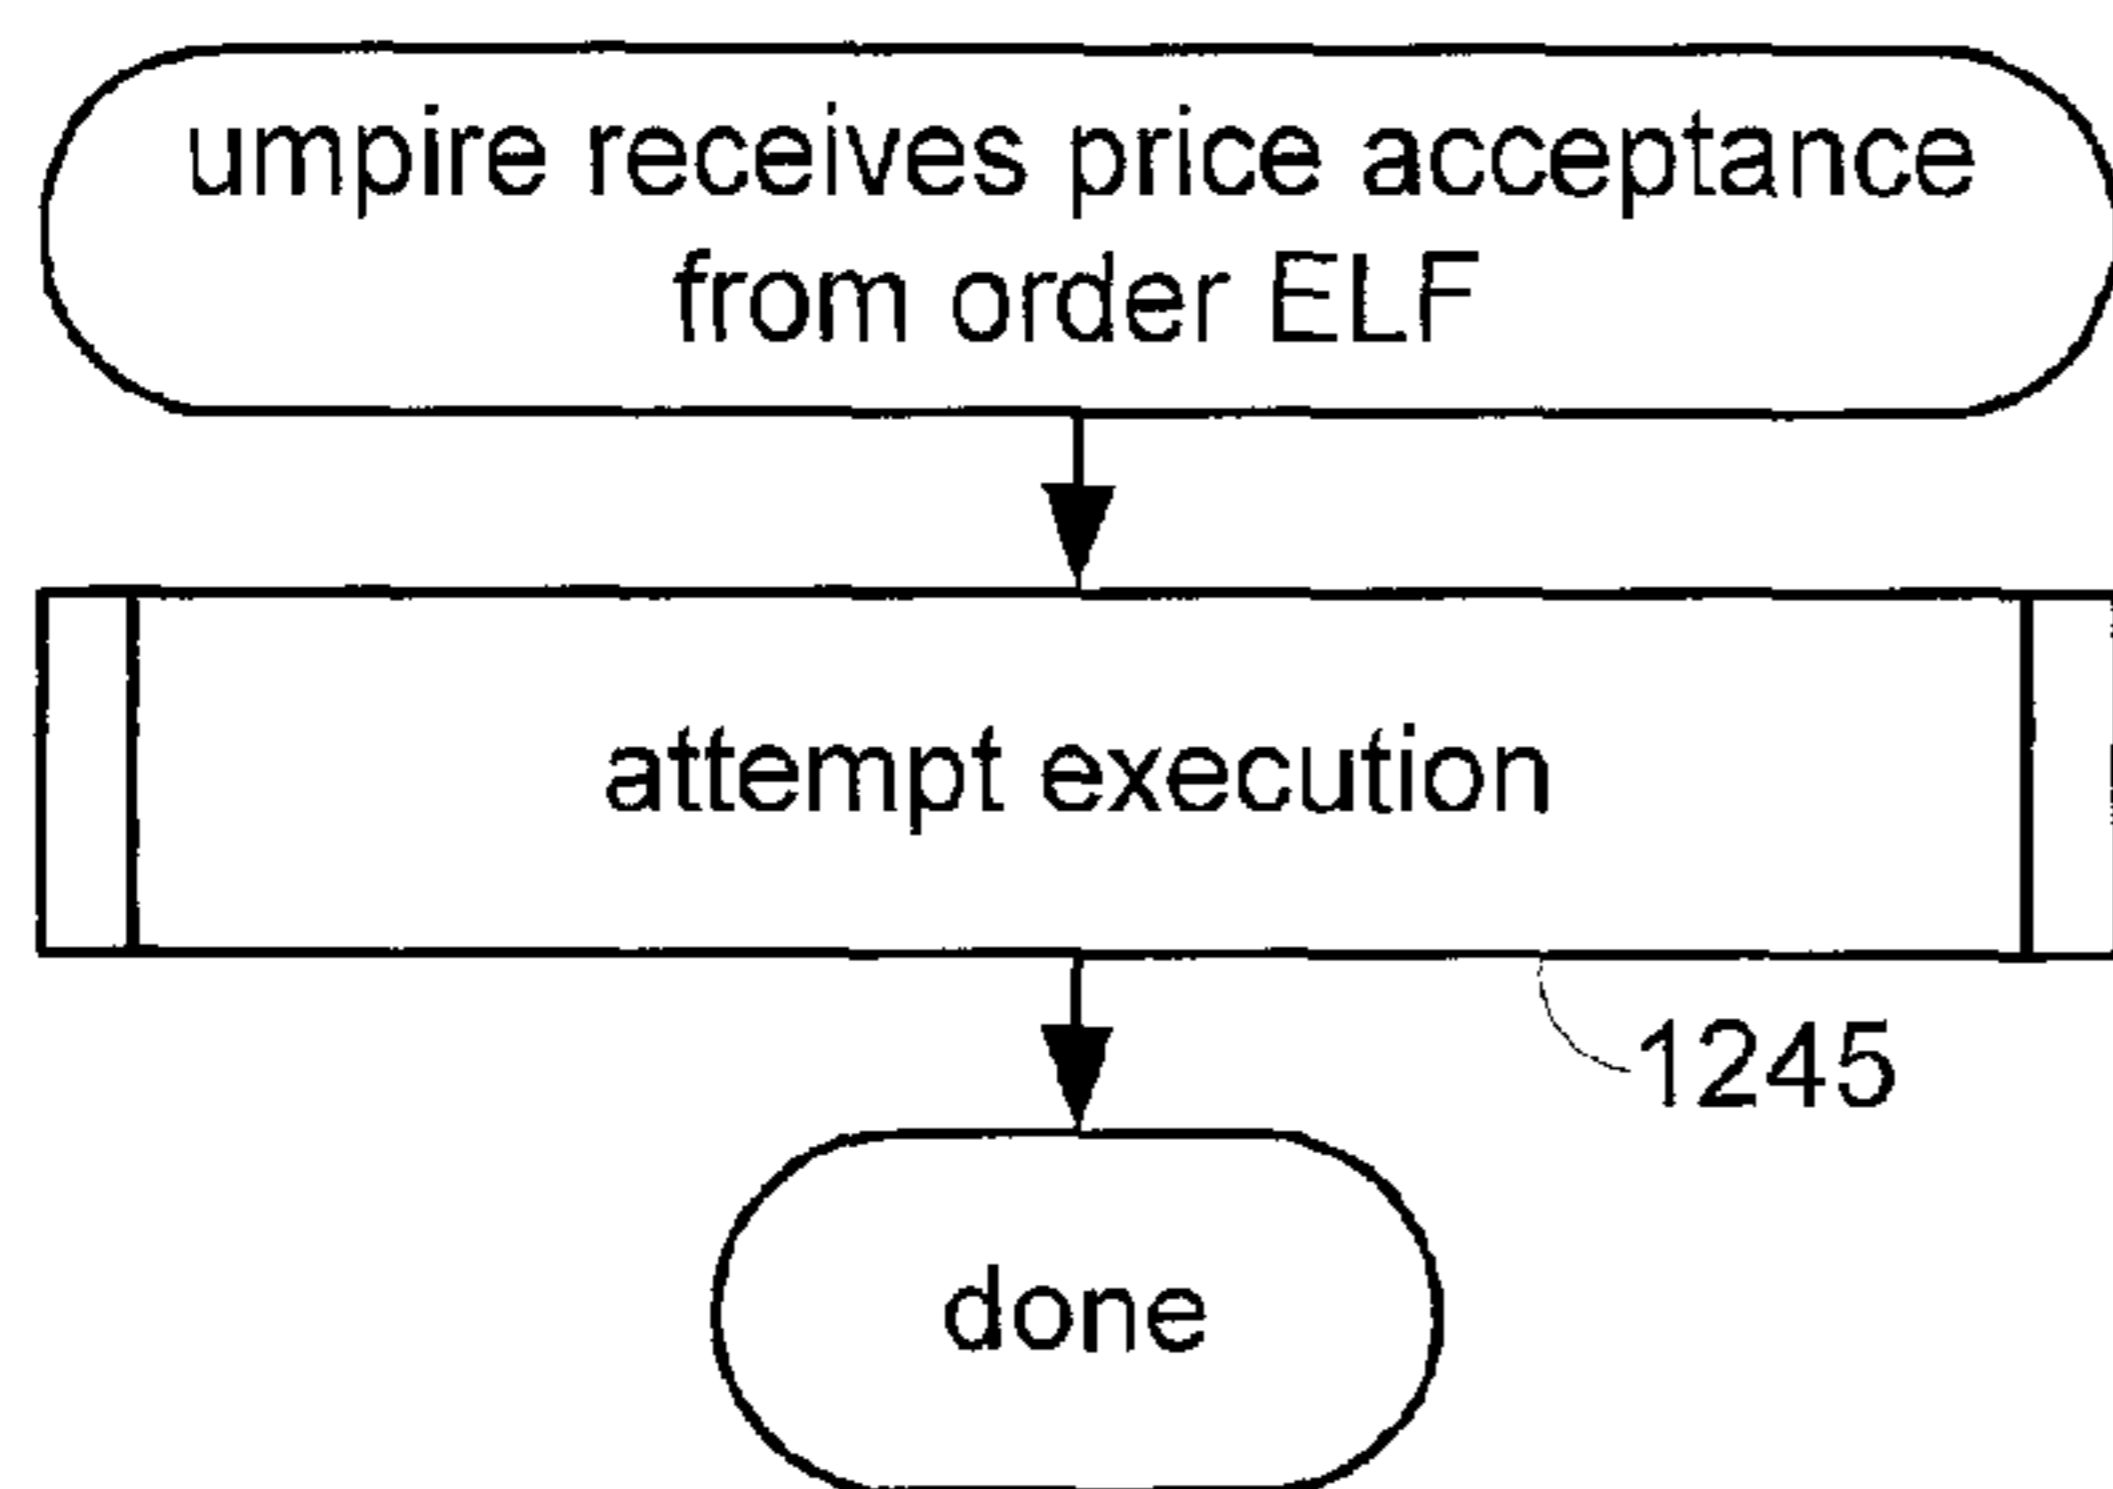 umpire receives price acceptance
from order ELF
attempt execution
1245
done